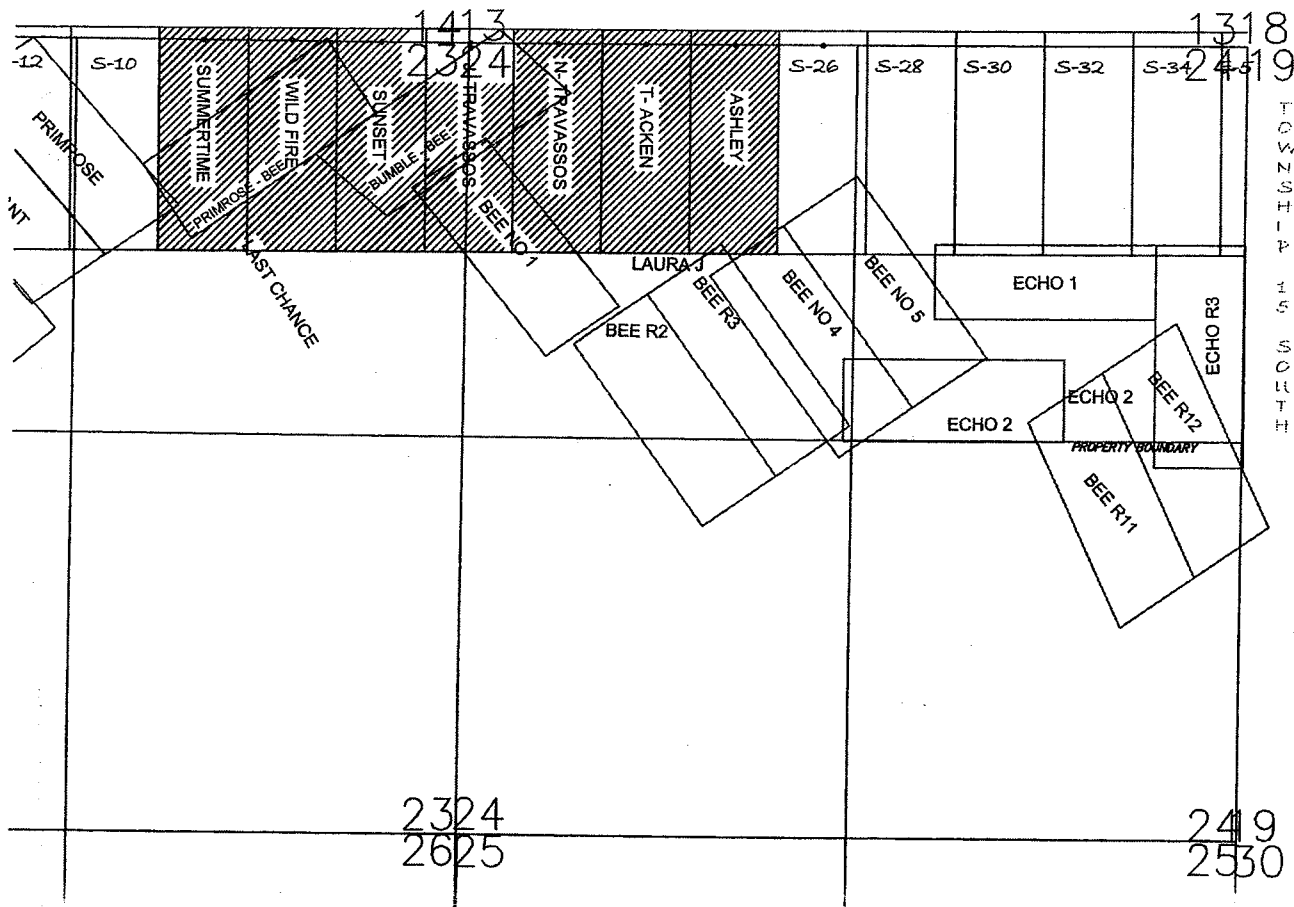 1413
1318
2324
2419
-12
S-10
SUMMERTIME
WILD FIRE
SUNSET
TRAVASSOS
N-TRAVASSOS
T-ACKEN
ASHLEY
S-26
S-28
S-30
S-32
S-34
TOWNSHIP 15 SOUTH
PRIMROSE
PRIMROSE - BEE
BUMBLE - BEE
BEE NO 1
NT
LAST CHANCE
LAURA J
BEE R2
BEE R3
BEE NO 4
BEE NO 5
ECHO 1
ECHO R3
ECHO 2
ECHO 2
BEE R12
PROPERTY BOUNDARY
BEE R11
2324
2419
2625
2530